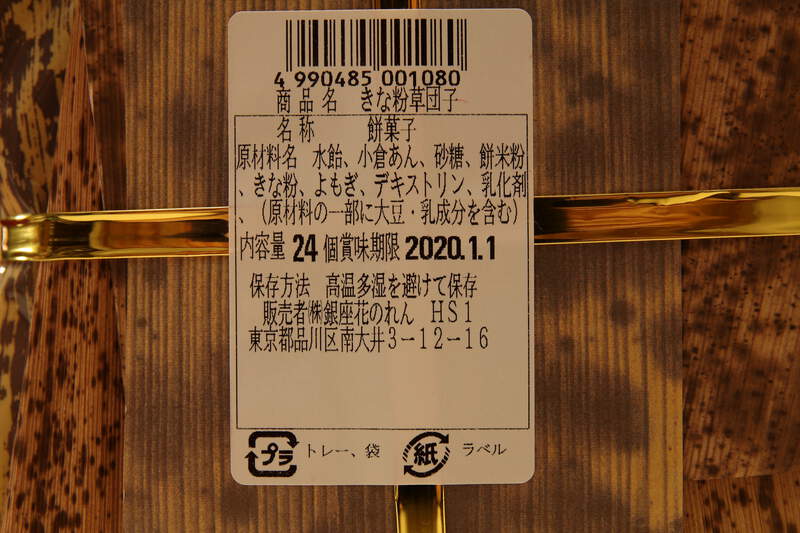 4 990485 001080
商品名 きな粉草団子
名称 餅菓子
原材料名 水飴、小倉あん、砂糖、餅米粉
、きな粉、よもぎ、デキストリン、乳化剤
、（原材料の一部に大豆・乳成分を含む）
内容量 24 個賞味期限 2020.1.1
保存方法 高温多湿を避けて保存
販売者㈱銀座花のれん HS1
東京都品川区南大井3－12－16
プラ トレー、袋 紙 ラベル